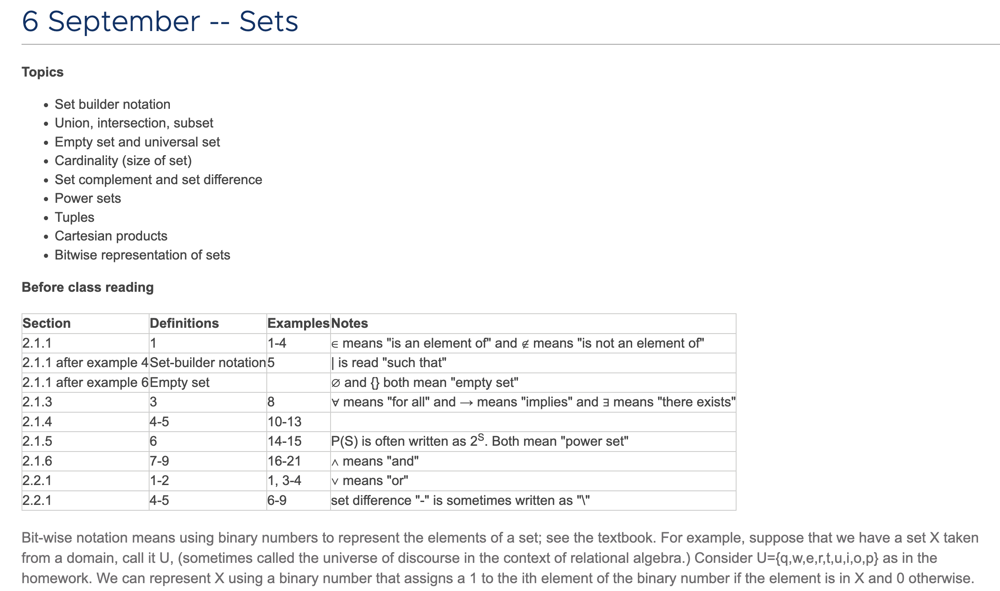 6 September -- Sets
Topics
• Set builder notation
• Union, intersection, subset
• Empty set and universal set
• Cardinality (size of set)
• Set complement and set difference
• Power sets
• Tuples
• Cartesian products
• Bitwise representation of sets
Before class reading
Section Definitions Examples Notes
2.1.1 1 1-4 ∈ means "is an element of" and ∉ means "is not an element of"
2.1.1 after example 4 Set-builder notation 5 | is read "such that"
2.1.1 after example 6 Empty set ∅ and {} both mean "empty set"
2.1.3 3 8 ∀ means "for all" and → means "implies" and ∃ means "there exists"
2.1.4 4-5 10-13
2.1.5 6 14-15 P(S) is often written as 2^S. Both mean "power set"
2.1.6 7-9 16-21 ∧ means "and"
2.2.1 1-2 1, 3-4 ∨ means "or"
2.2.1 4-5 6-9 set difference "-" is sometimes written as "\"
Bit-wise notation means using binary numbers to represent the elements of a set; see the textbook. For example, suppose that we have a set X taken
from a domain, call it U, (sometimes called the universe of discourse in the context of relational algebra.) Consider U={q,w,e,r,t,u,i,o,p} as in the
homework. We can represent X using a binary number that assigns a 1 to the ith element of the binary number if the element is in X and 0 otherwise.